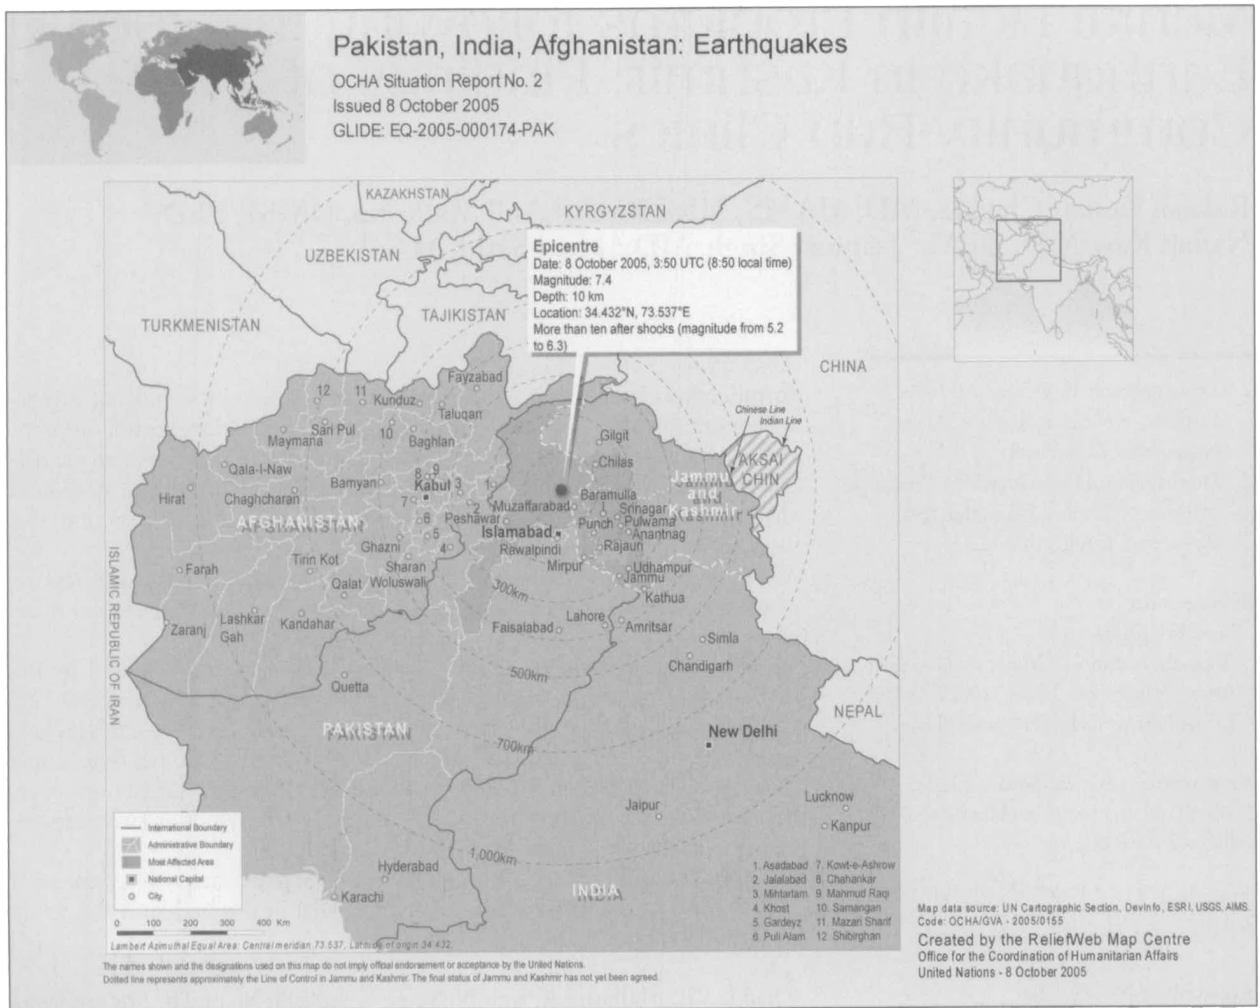 Pakistan, India, Afghanistan: Earthquakes
OCHA Situation Report No. 2
Issued 8 October 2005
GLIDE: EQ-2005-000174-PAK
KAZAKHSTAN
KYRGYZSTAN
UZBEKISTAN
Epicentre
Date: 8 October 2005, 3:50 UTC (8:50 local time)
Magnitude: 7.4
Depth: 10 km
Location: 34.432°N, 73.537°E
More than ten after shocks (magnitude from 5.2
to 6.3)
TAJIKISTAN
TURKMENISTAN
CHINA
Fayzabad
12
11
Kunduz
Taluqan
Chinese Line
Indian Line
Sari Pul
10
Maymana
Baghlan
Gilgit
Qala-I-Naw
Chilas
AKSAI
CHIN
8
9
Bamyan
Kabul
3
1
Jammu
and
Kashmir
Hirat
Chaghcharan
7
2
Muzaffarabad
Baramulla
Srinagar
AFGHANISTAN
6
Peshawar
Punch
Pulwama
Islamabad
Anantnag
5
Ghazni
4
Rawalpindi
Rajauri
Tirin Kot
Sharan
Mirpur
Udhampur
Farah
Qalat
Woluswali
Jammu
300km
Kathua
ISLAMIC REPUBLIC OF IRAN
Zaranj
Lashkar
Gah
Kandahar
Faisalabad
Lahore
Amritsar
Simla
500km
Chandigarh
Quetta
NEPAL
PAKISTAN
700km
New Delhi
Jaipur
Lucknow
Kanpur
1,000km
Hyderabad
Karachi
INDIA
International Boundary
Administrative Boundary
Most Affected Area
National Capital
City
0 100 200 300 400 Km
1. Asadabad 7. Kowt-e-Ashrow
2. Jalalabad 8. Chahankar
3. Mihtarlam 9. Mahmud Raqi
4. Khost 10. Samangan
5. Gardeyz 11. Mazari Sharif
6. Puli Alam 12. Shibirghan
Lambert Azimuthal Equal Area: Central meridian 73.537, Latitude of origin 34.432.
The names shown and the designations used on this map do not imply official endorsement or acceptance by the United Nations.
Dotted line represents approximately the Line of Control in Jammu and Kashmir. The final status of Jammu and Kashmir has not yet been agreed.
Map data source: UN Cartographic Section, DevInfo, ESRI, USGS, AIMS.
Code: OCHA/GVA - 2005/0155
Created by the ReliefWeb Map Centre
Office for the Coordination of Humanitarian Affairs
United Nations - 8 October 2005